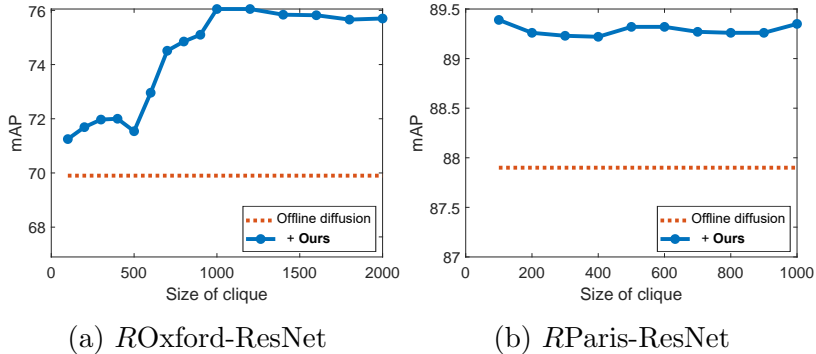 76
74
72
70
68
mAP
0 500 1000 1500 2000
Size of clique
Offline diffusion
+ Ours
(a) ROxford-ResNet
89.5
89
88.5
88
87.5
87
mAP
0 200 400 600 800 1000
Size of clique
Offline diffusion
+ Ours
(b) RParis-ResNet